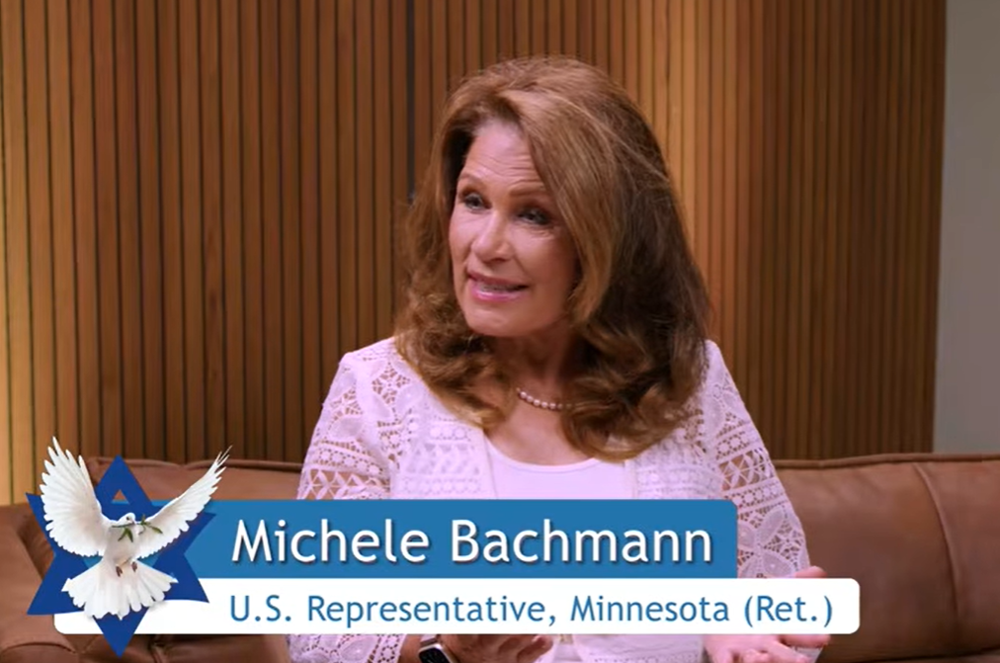 Michele Bachmann
U.S. Representative, Minnesota (Ret.)